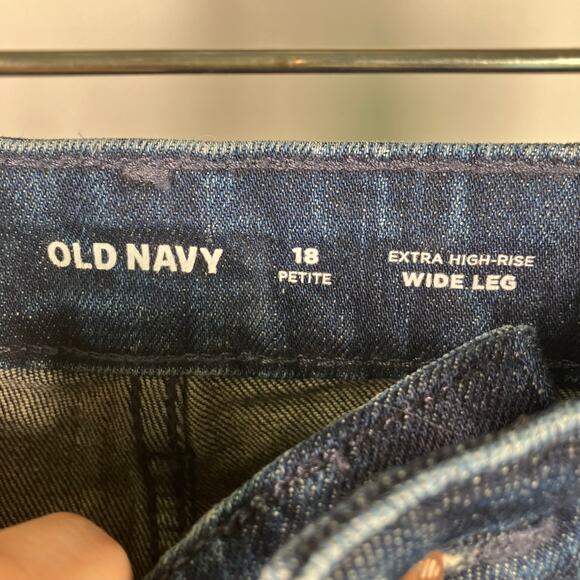 OLD NAVY
18
PETITE
EXTRA HIGH-RISE
WIDE LEG